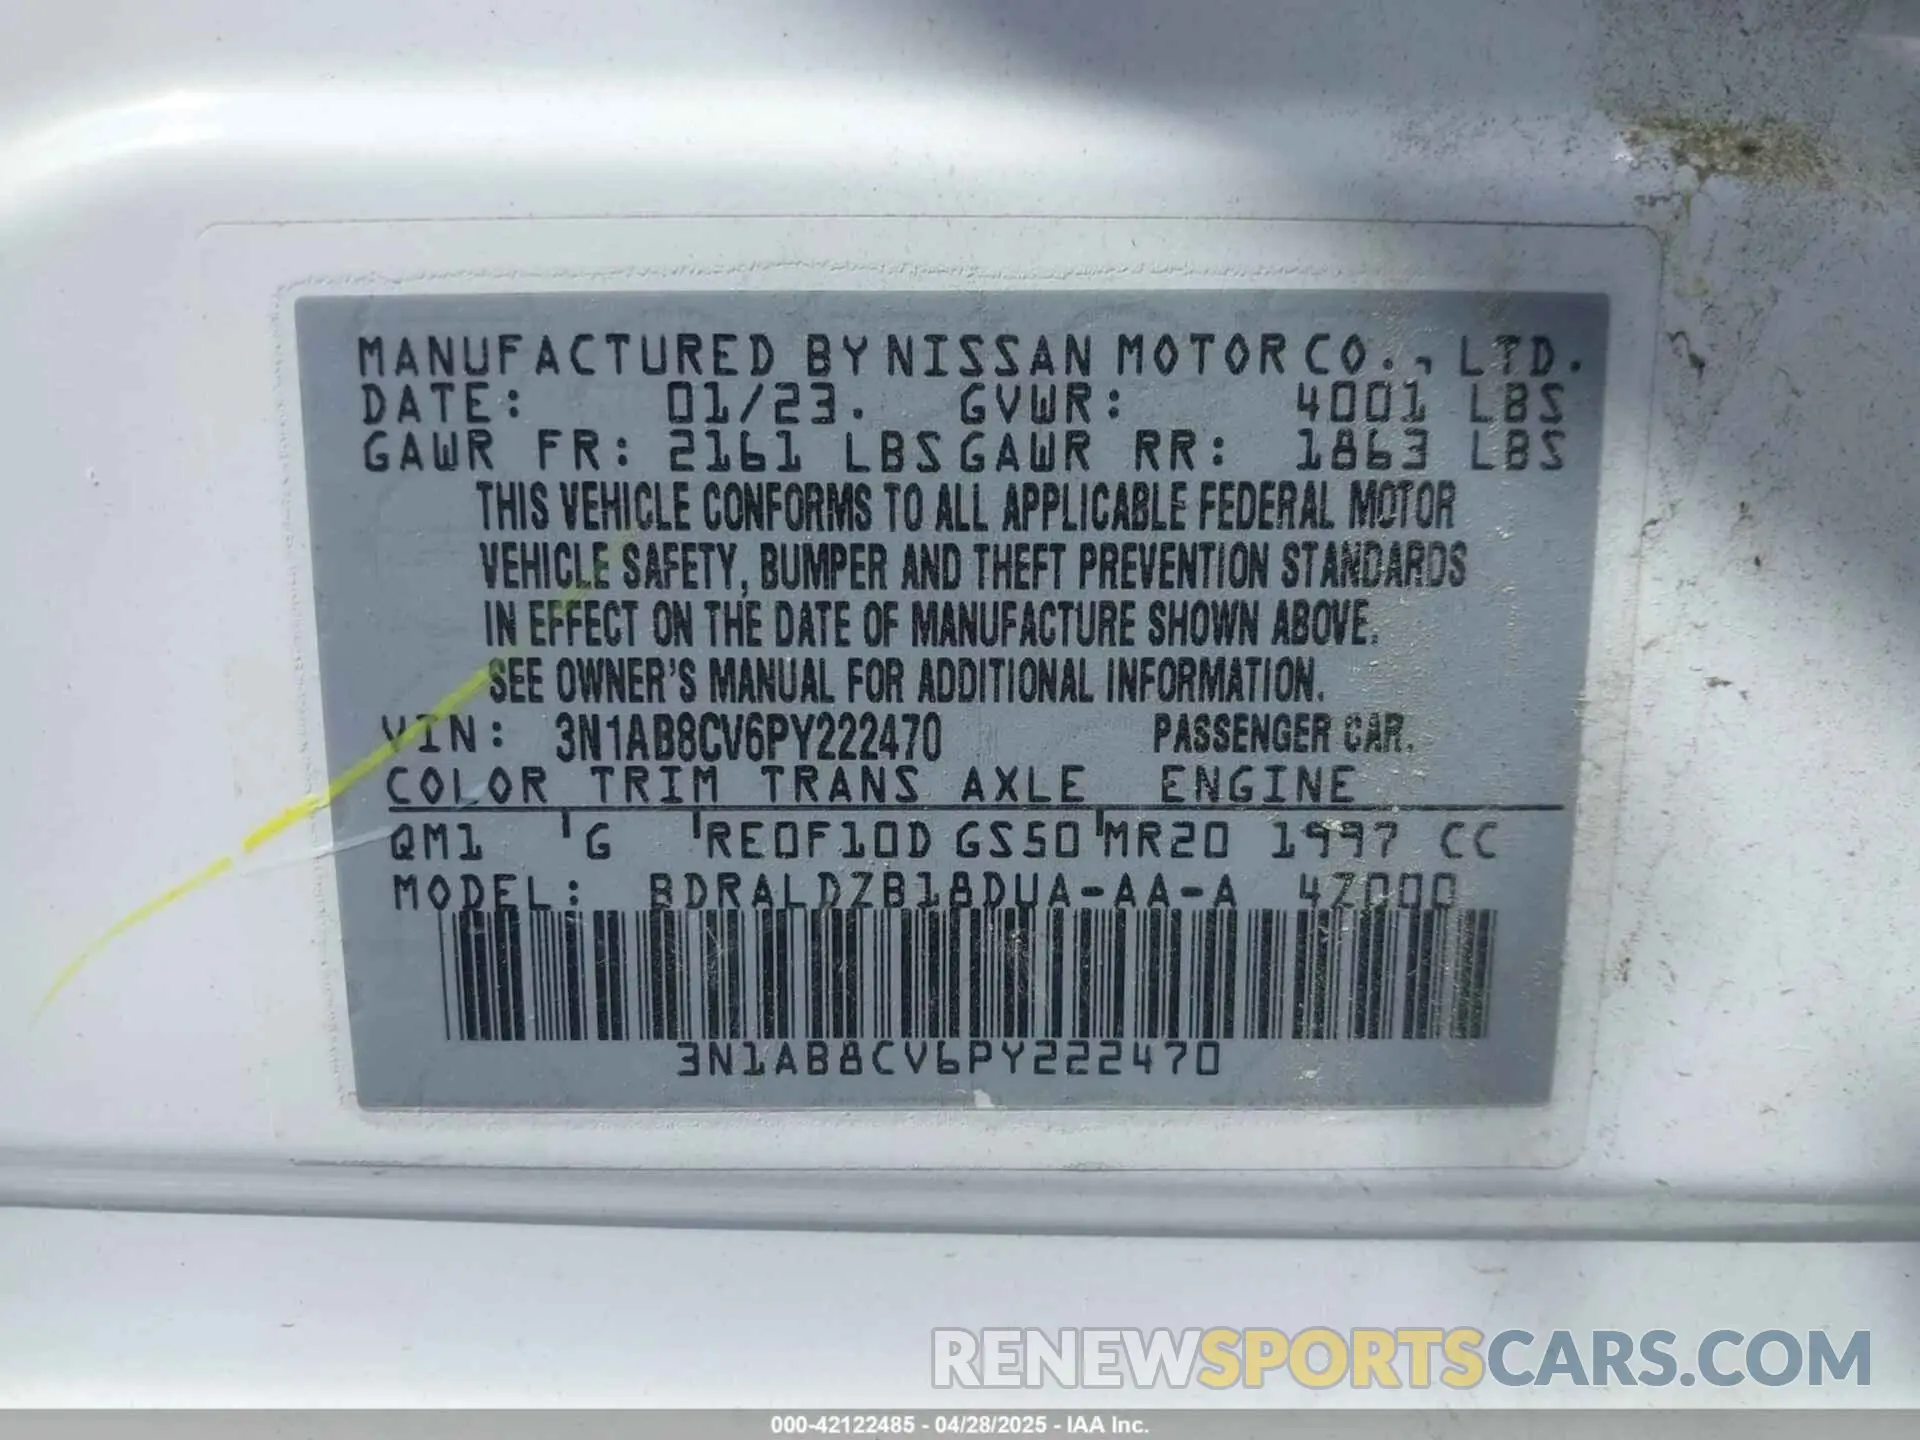 MANUFACTURED BY NISSAN MOTOR CO., LTD.
DATE: 01/23. GVWR: 4001 LBS
GAWR FR: 2161 LBS GAWR RR: 1863 LBS
THIS VEHICLE CONFORMS TO ALL APPLICABLE FEDERAL MOTOR
VEHICLE SAFETY, BUMPER AND THEFT PREVENTION STANDARDS
IN EFFECT ON THE DATE OF MANUFACTURE SHOWN ABOVE.
SEE OWNER'S MANUAL FOR ADDITIONAL INFORMATION.
VIN: 3N1AB8CV6PY222470 PASSENGER CAR.
COLOR TRIM TRANS AXLE ENGINE
QM1 G RE0F10D GS50 MR20 1997 CC
MODEL: BDRALDZB18DUA-AA-A 4Z000
3N1AB8CV6PY222470
RENEWSPORTSCARS.COM
000-42122485 - 04/28/2025 - IAA Inc.